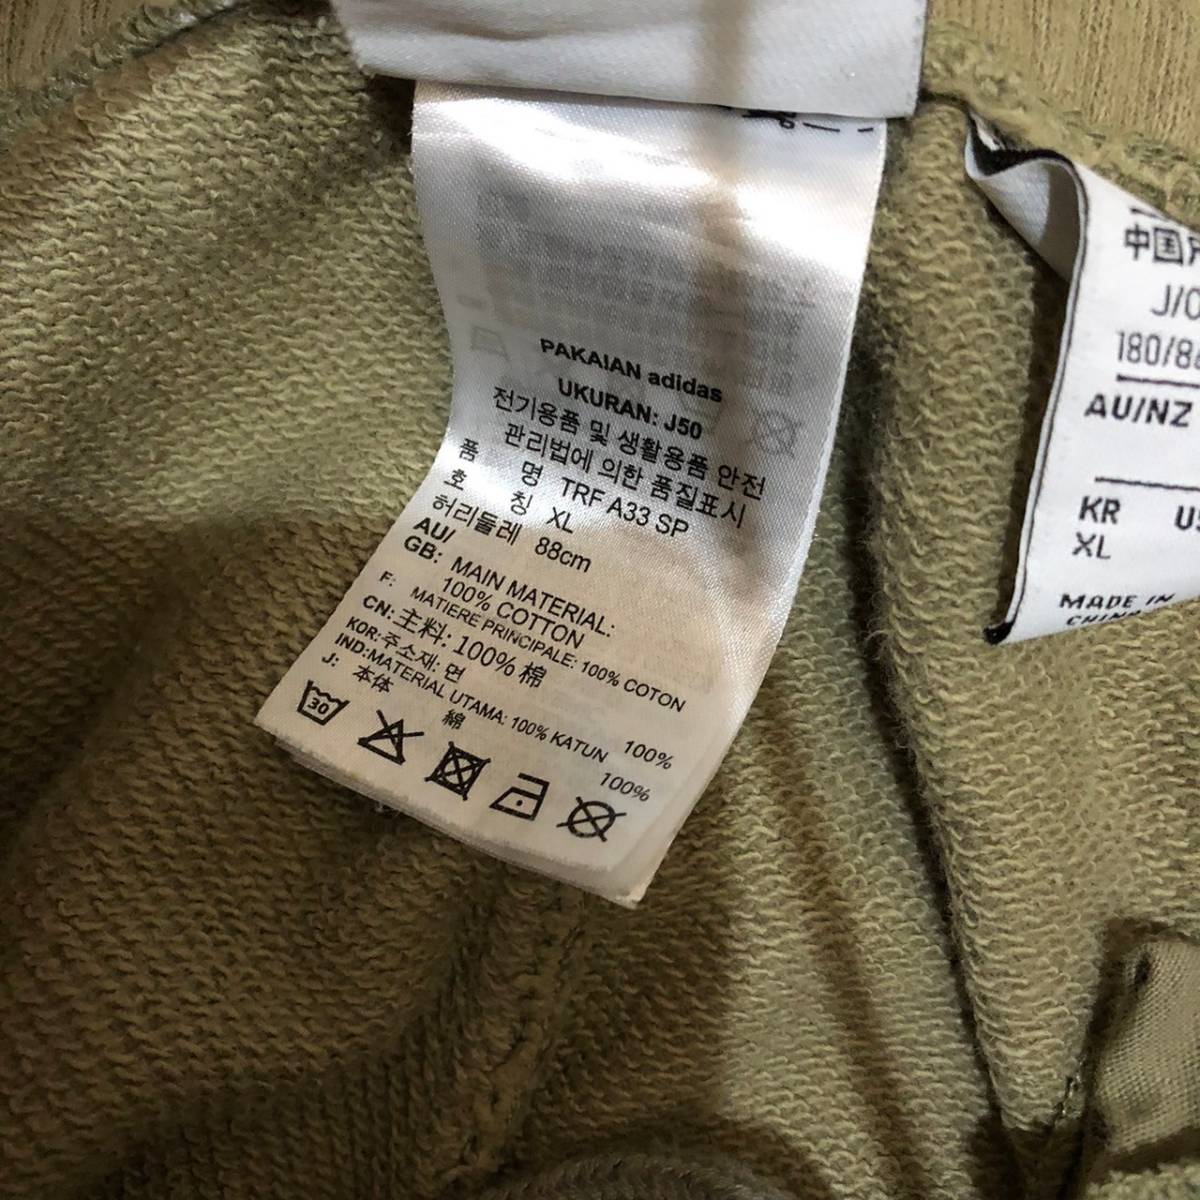 PAKAIAN adidas
UKURAN: J50
전기용품 및 생활용품 안전
관리법에 의한 품질표시
품 명 TRF A33 SP
호 칭 XL
허리둘레 88cm
AU/
GB: MAIN MATERIAL:
100% COTTON
F: MATIERE PRINCIPALE: 100% COTON
CN: 主料: 100% 棉
KOR: 주소재: 면 100%
IND: MATERIAL UTAMA: 100% KATUN
J: 本体 綿 100%
30
中国
J/O
180/8
AU/NZ
KR
XL
MADE IN
CHINA